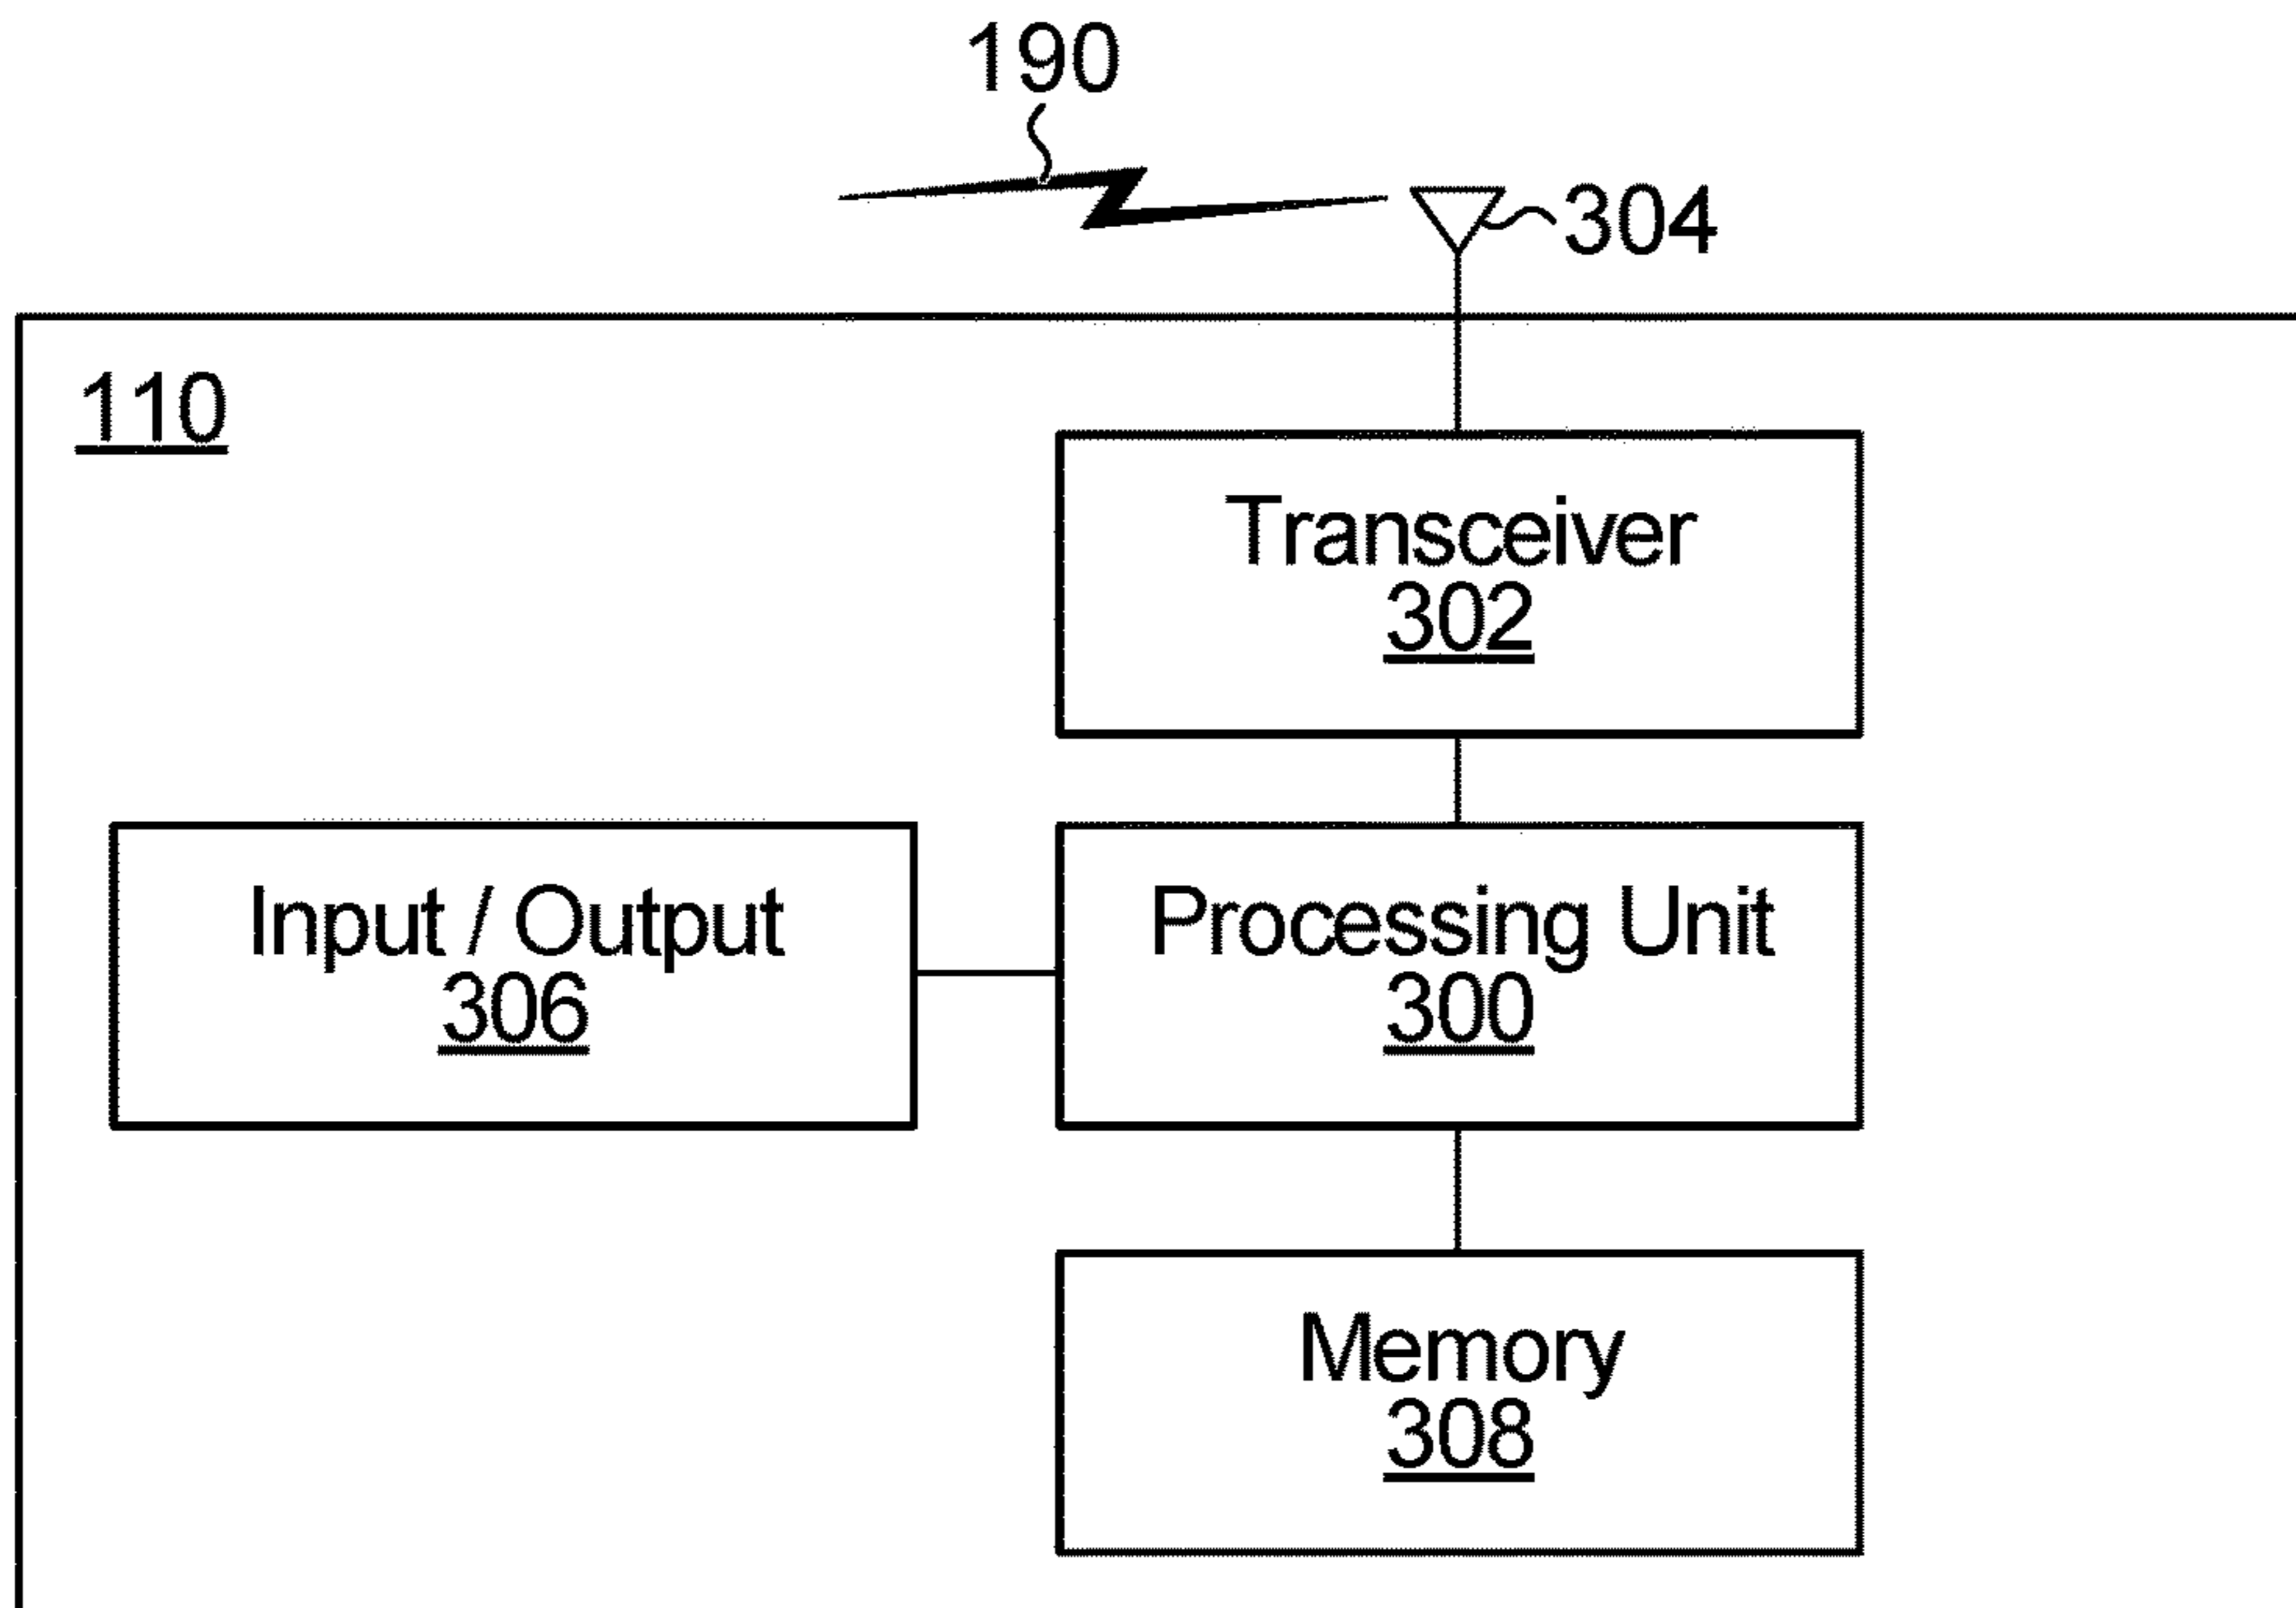 190
304
110
Transceiver
302
Input / Output
306
Processing Unit
300
Memory
308